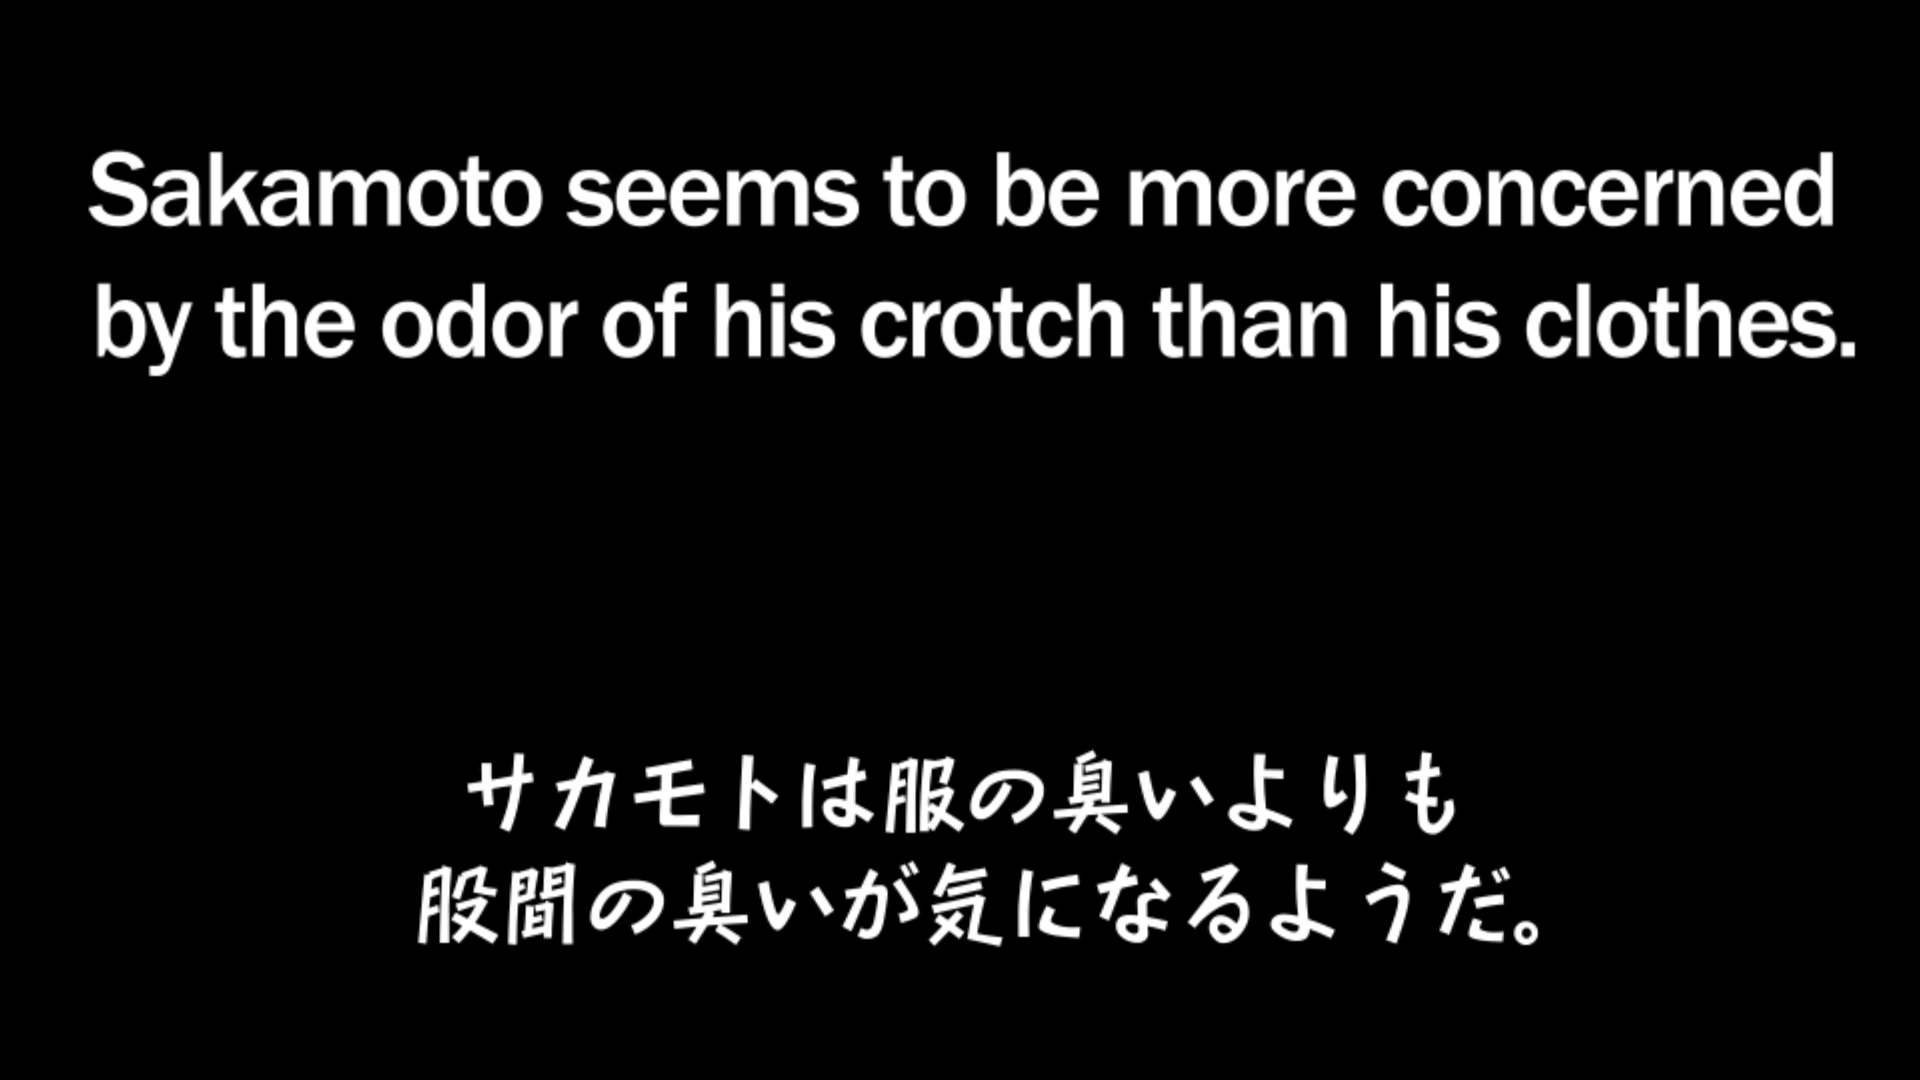 Sakamoto seems to be more concerned
by the odor of his crotch than his clothes.
サカモトは服の臭いよりも
股間の臭いが気になるようだ。